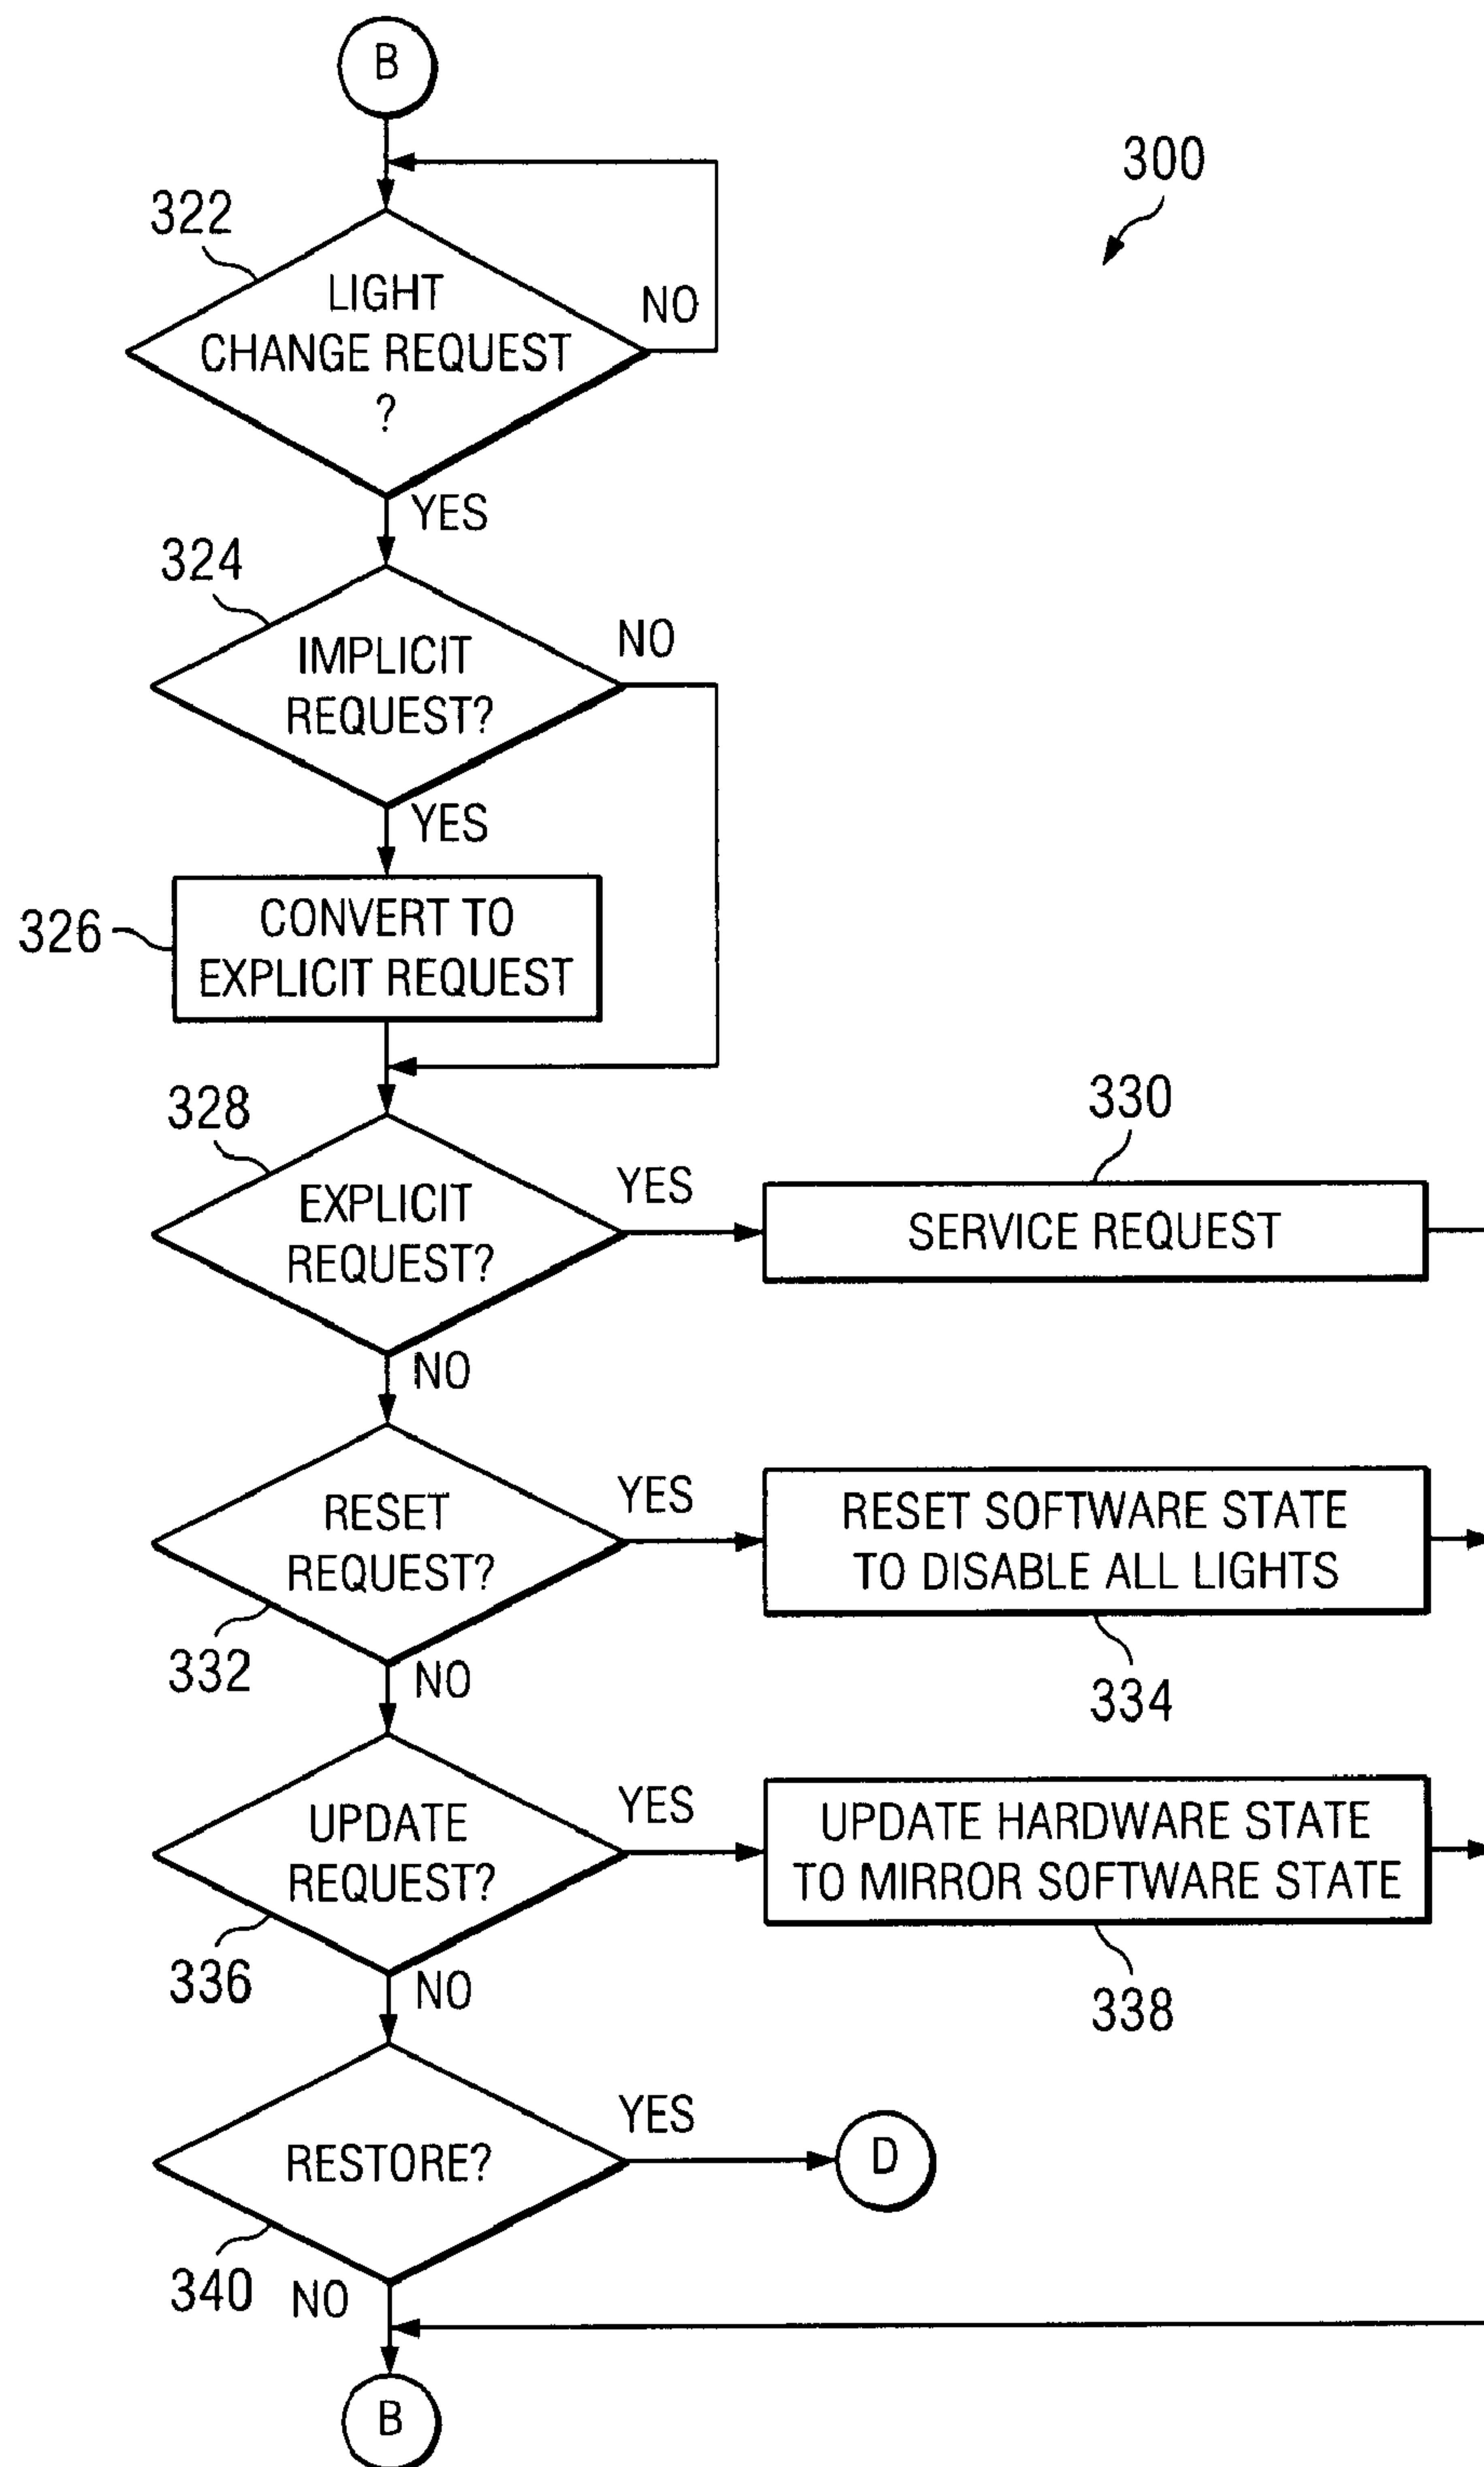 B
300
322
LIGHT
CHANGE REQUEST
?
NO
YES
324
IMPLICIT
REQUEST?
NO
YES
326
CONVERT TO
EXPLICIT REQUEST
328
EXPLICIT
REQUEST?
YES
330
SERVICE REQUEST
NO
RESET
REQUEST?
332
YES
RESET SOFTWARE STATE
TO DISABLE ALL LIGHTS
334
NO
UPDATE
REQUEST?
336
YES
UPDATE HARDWARE STATE
TO MIRROR SOFTWARE STATE
338
NO
RESTORE?
340
YES
D
NO
B